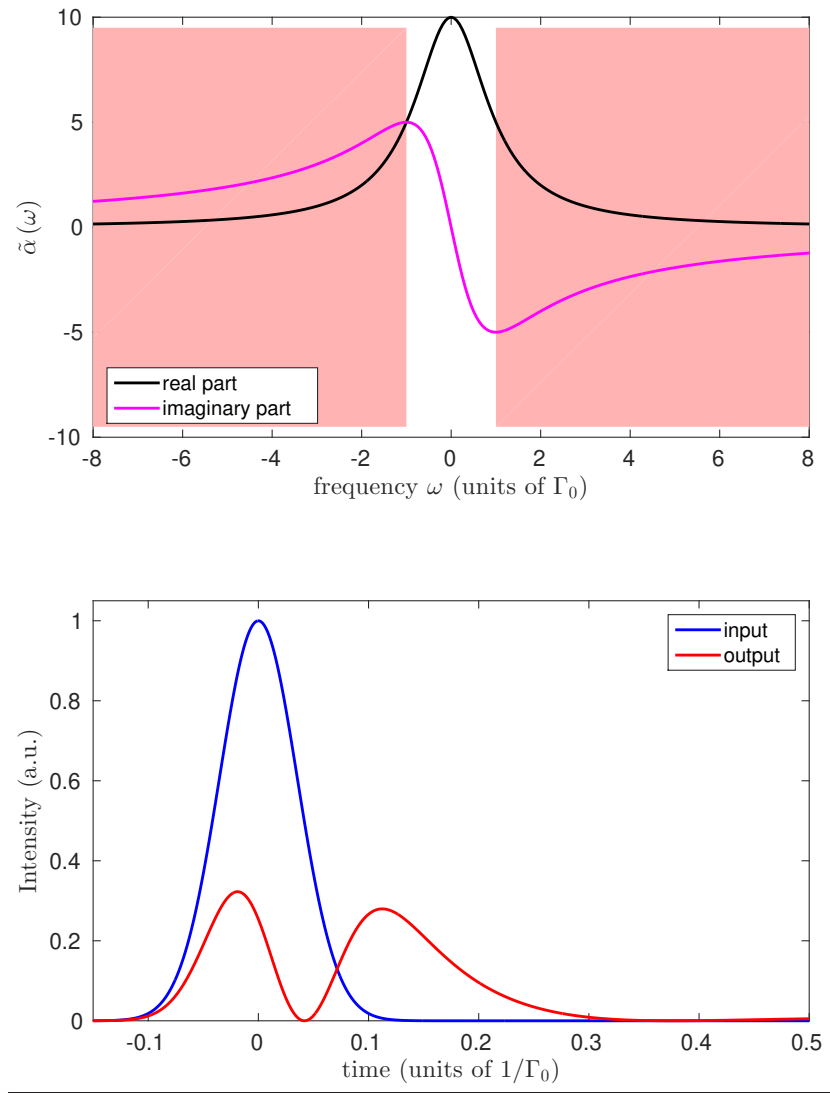 10
5
0
-5
-10
α̃ (ω)
real part
imaginary part
-8 -6 -4 -2 0 2 4 6 8
frequency ω (units of Γ₀)
1
0.8
0.6
0.4
0.2
0
Intensity (a.u.)
input
output
-0.1 0 0.1 0.2 0.3 0.4 0.5
time (units of 1/Γ₀)